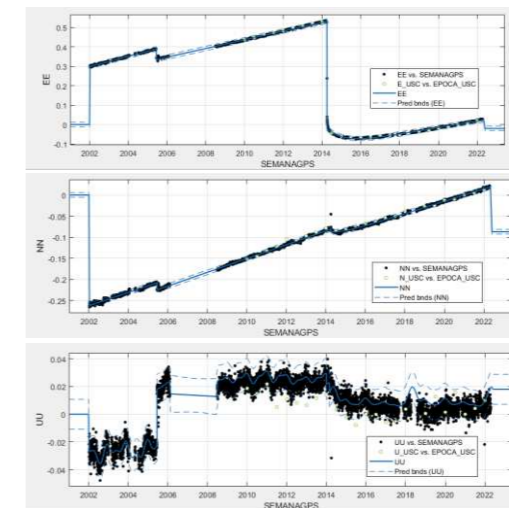 0.5
0.4
0.3
0.2
0.1
0
-0.1
EE
EE vs. SEMANAGPS
E_USC vs. EPOCA_USC
EE
Pred bnds (EE)
2002 2004 2006 2008 2010 2012 2014 2016 2018 2020 2022
SEMANAGPS
0
-0.05
-0.1
-0.15
-0.2
-0.25
NN
NN vs. SEMANAGPS
N_USC vs. EPOCA_USC
NN
Pred bnds (NN)
2002 2004 2006 2008 2010 2012 2014 2016 2018 2020 2022
SEMANAGPS
0.04
0.02
0
-0.02
-0.04
UU
UU vs. SEMANAGPS
U_USC vs. EPOCA_USC
UU
Pred bnds (UU)
2002 2004 2006 2008 2010 2012 2014 2016 2018 2020 2022
SEMANAGPS